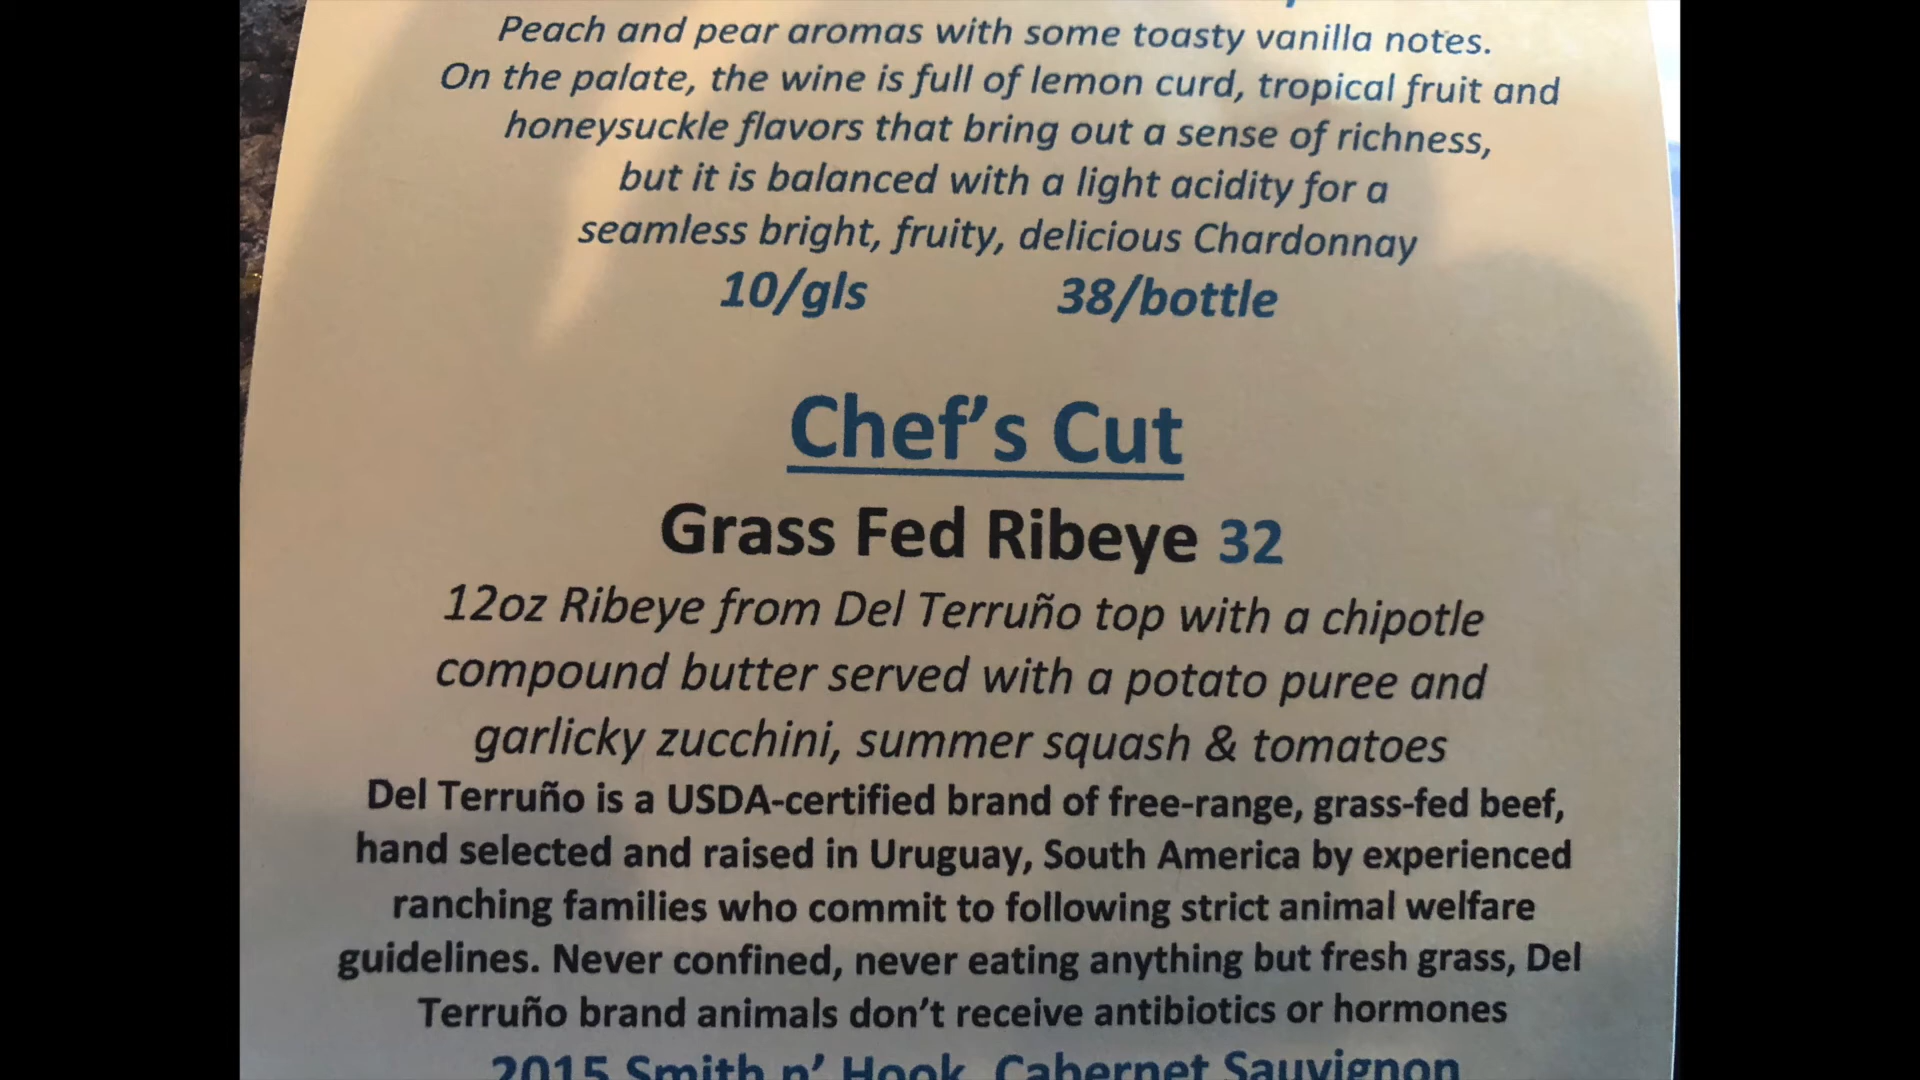 Peach and pear aromas with some toasty vanilla notes.
On the palate, the wine is full of lemon curd, tropical fruit and
honeysuckle flavors that bring out a sense of richness,
but it is balanced with a light acidity for a
seamless bright, fruity, delicious Chardonnay
10/gls 38/bottle
Chef's Cut
Grass Fed Ribeye 32
12oz Ribeye from Del Terruño top with a chipotle
compound butter served with a potato puree and
garlicky zucchini, summer squash & tomatoes
Del Terruño is a USDA-certified brand of free-range, grass-fed beef,
hand selected and raised in Uruguay, South America by experienced
ranching families who commit to following strict animal welfare
guidelines. Never confined, never eating anything but fresh grass, Del
Terruño brand animals don't receive antibiotics or hormones
2015 Smith n' Hook, Cabernet Sauvignon